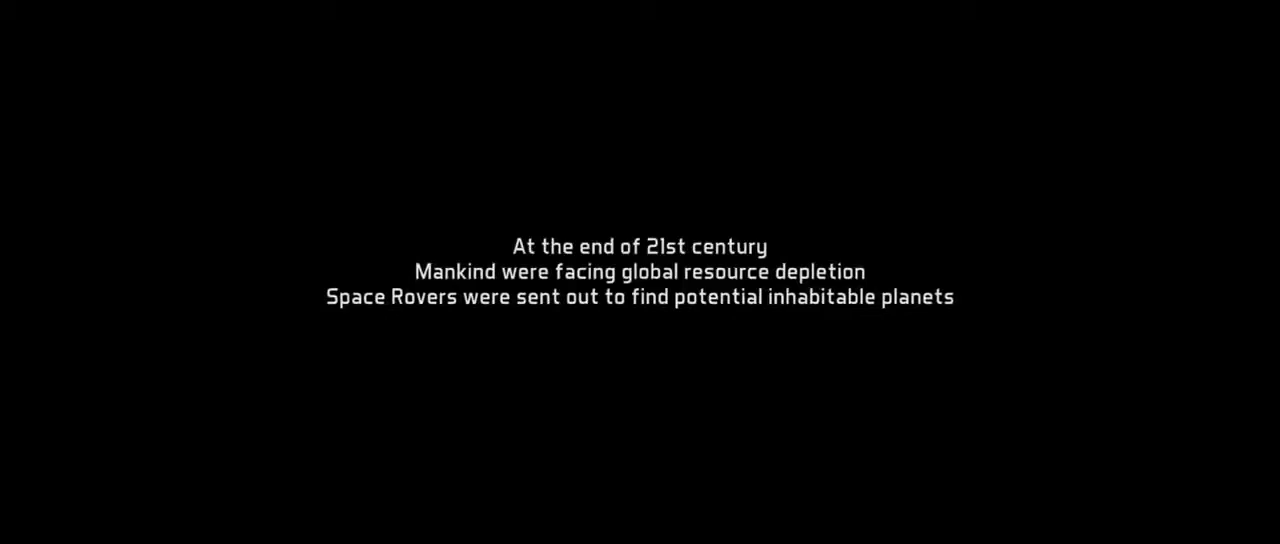 At the end of 21st century
Mankind were facing global resource depletion
Space Rovers were sent out to find potential inhabitable planets